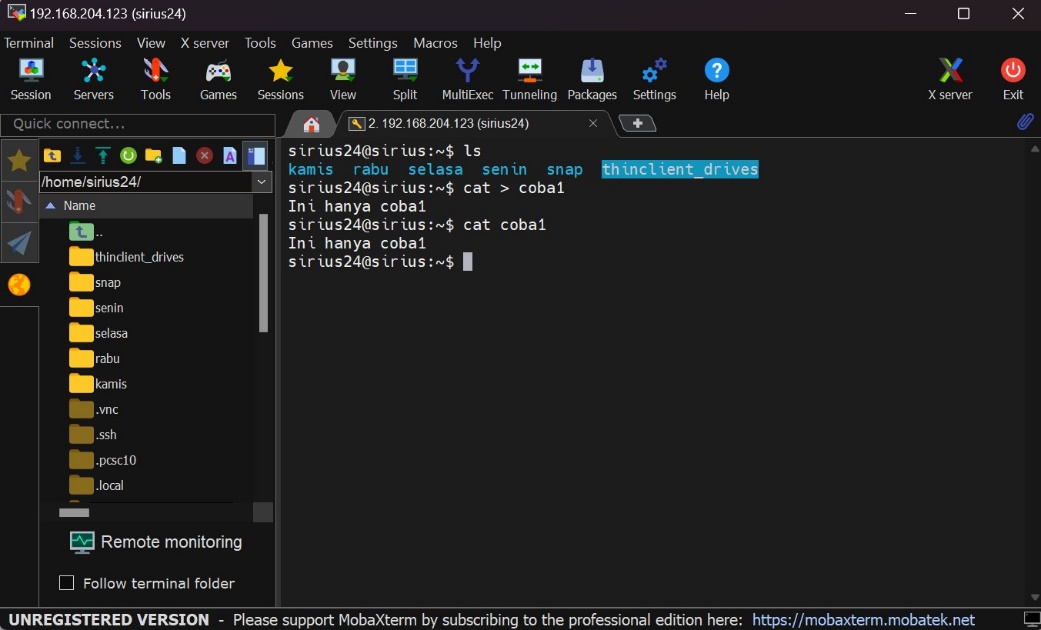 192.168.204.123 (sirius24)
Terminal Sessions View X server Tools Games Settings Macros Help
Session Servers Tools Games Sessions View Split MultiExec Tunneling Packages Settings Help X server Exit
Quick connect...
2. 192.168.204.123 (sirius24)
/home/sirius24/
Name
..
thinclient_drives
snap
senin
selasa
rabu
kamis
.vnc
.ssh
.pcsc10
.local
Remote monitoring
Follow terminal folder
sirius24@sirius:~$ ls
kamis rabu selasa senin snap thinclient_drives
sirius24@sirius:~$ cat > coba1
Ini hanya coba1
sirius24@sirius:~$ cat coba1
Ini hanya coba1
sirius24@sirius:~$
UNREGISTERED VERSION - Please support MobaXterm by subscribing to the professional edition here: https://mobaxterm.mobatek.net